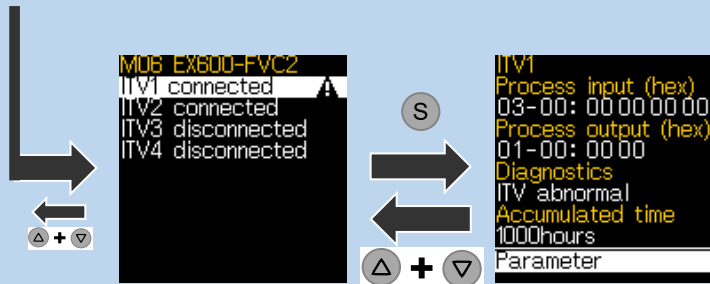 M06 EX600-FVC2
ITV1 connected
ITV2 connected
ITV3 disconnected
ITV4 disconnected
S
+
+
ITV1
Process input (hex)
03-00: 00 00 00 00
Process output (hex)
01-00: 00 00
Diagnostics
ITV abnormal
Accumulated time
1000hours
Parameter